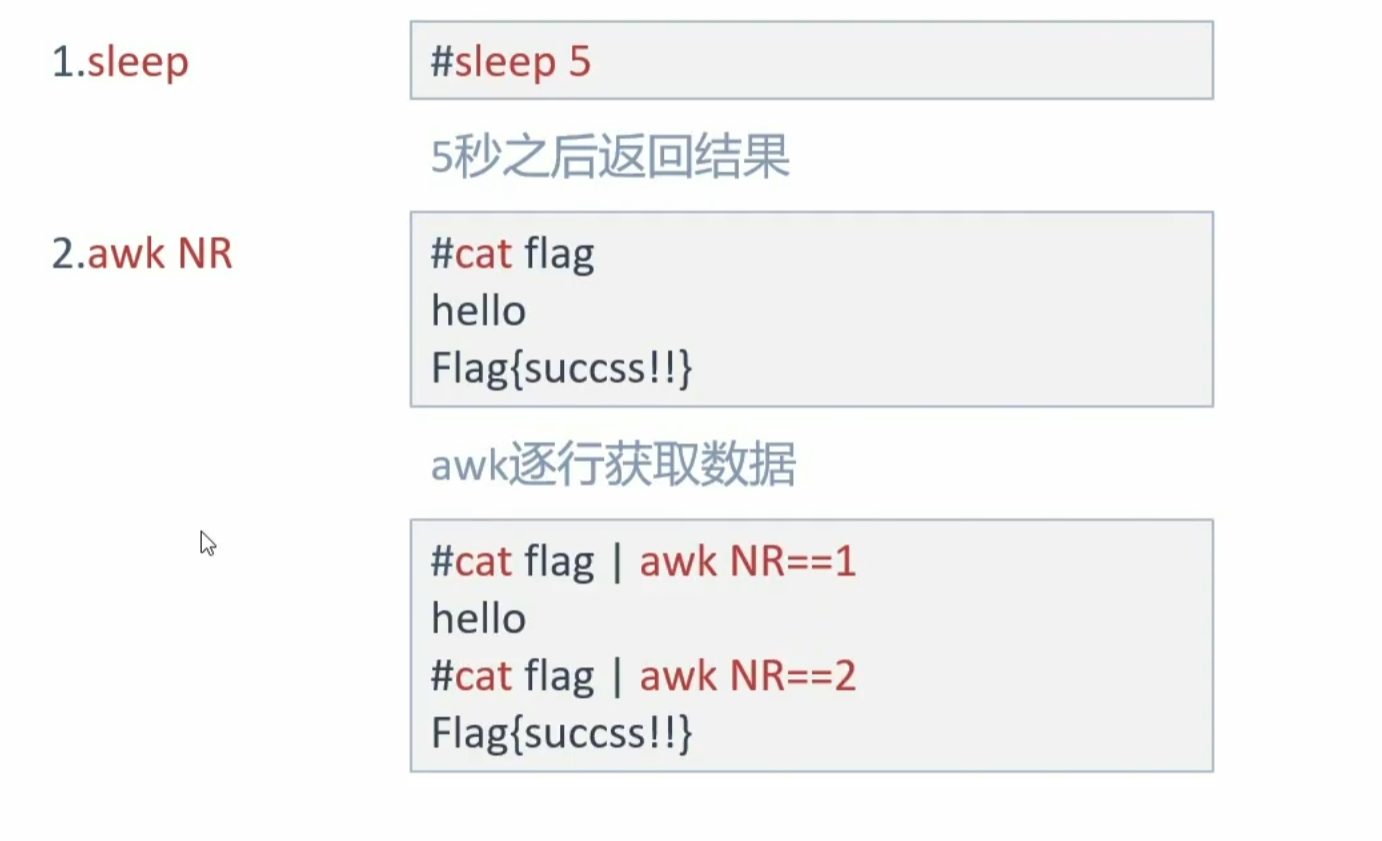 1.sleep
#sleep 5
5秒之后返回结果
2.awk NR
#cat flag
hello
Flag{succss!!}
awk逐行获取数据
#cat flag | awk NR==1
hello
#cat flag | awk NR==2
Flag{succss!!}